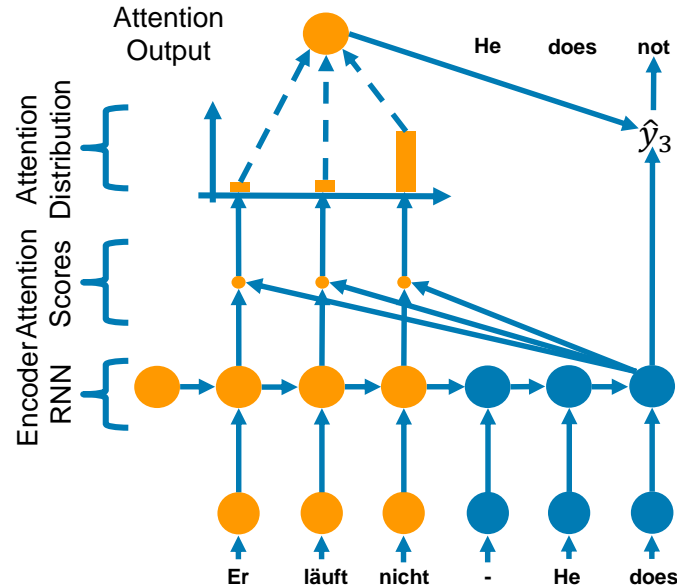 Attention
Output
He does not
ŷ₃
Attention
Distribution
Attention
Scores
Encoder
RNN
Er läuft nicht - He does